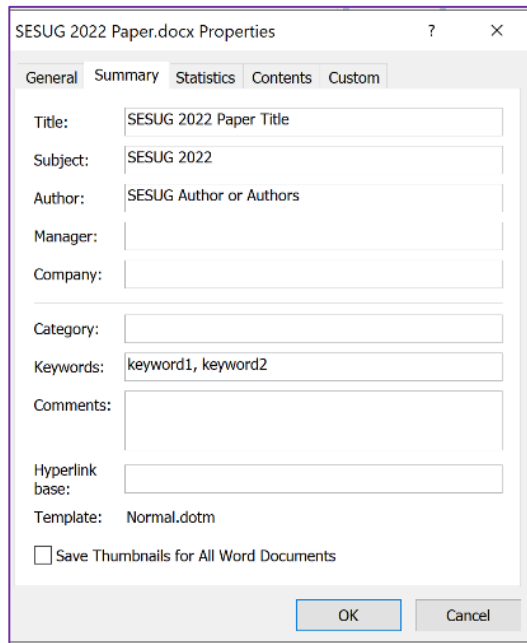 SESUG 2022 Paper.docx Properties ? ×
General Summary Statistics Contents Custom
Title: SESUG 2022 Paper Title
Subject: SESUG 2022
Author: SESUG Author or Authors
Manager:
Company:
Category:
Keywords: keyword1, keyword2
Comments:
Hyperlink
base:
Template: Normal.dotm
Save Thumbnails for All Word Documents
OK Cancel